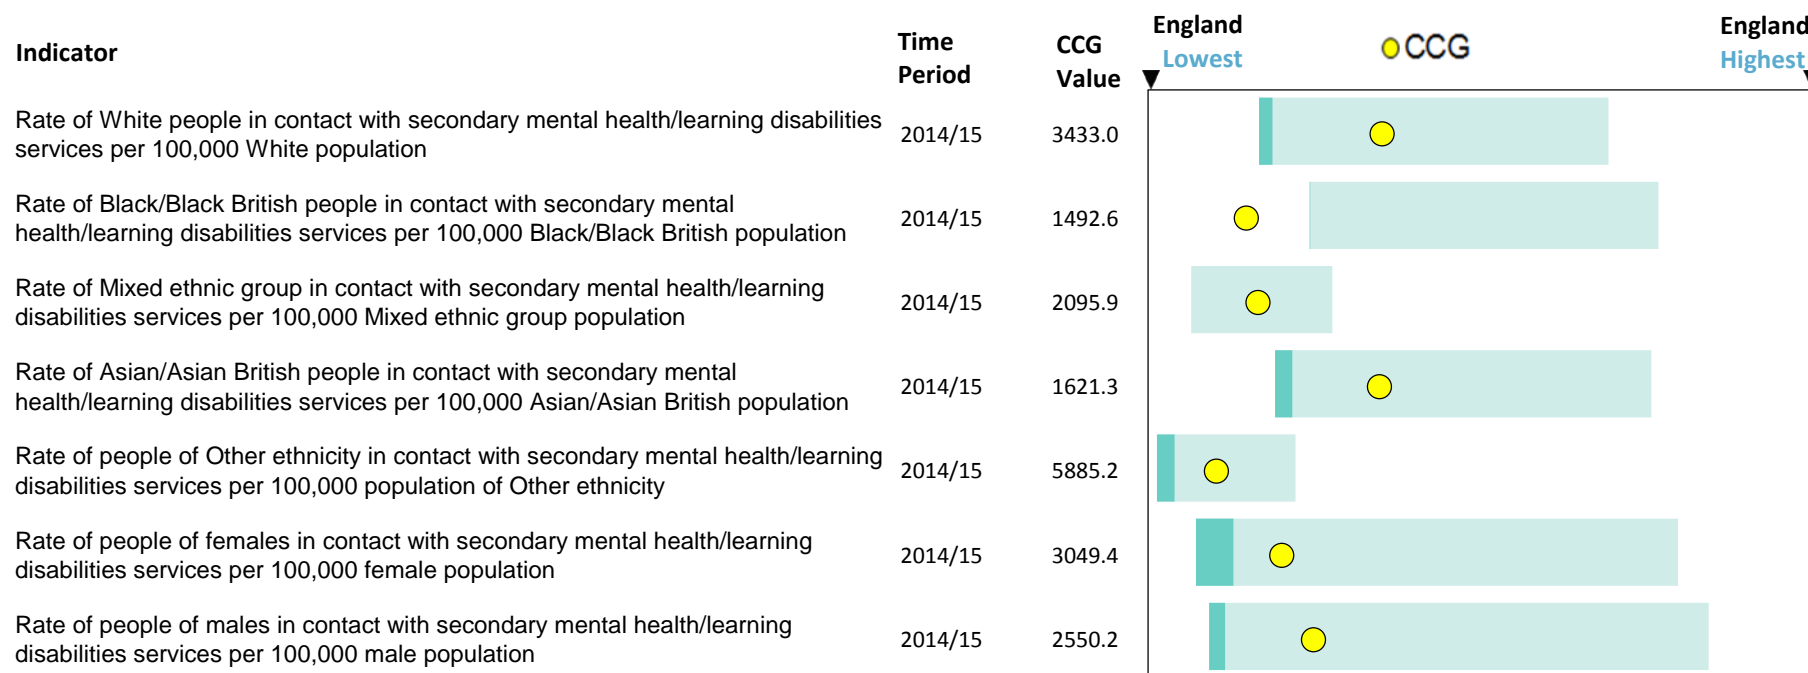 Indicator
Time
Period
CCG
Value
England
Lowest
CCG
England
Highest
Rate of White people in contact with secondary mental health/learning disabilities
services per 100,000 White population
2014/15
3433.0
Rate of Black/Black British people in contact with secondary mental
health/learning disabilities services per 100,000 Black/Black British population
2014/15
1492.6
Rate of Mixed ethnic group in contact with secondary mental health/learning
disabilities services per 100,000 Mixed ethnic group population
2014/15
2095.9
Rate of Asian/Asian British people in contact with secondary mental
health/learning disabilities services per 100,000 Asian/Asian British population
2014/15
1621.3
Rate of people of Other ethnicity in contact with secondary mental health/learning
disabilities services per 100,000 population of Other ethnicity
2014/15
5885.2
Rate of people of females in contact with secondary mental health/learning
disabilities services per 100,000 female population
2014/15
3049.4
Rate of people of males in contact with secondary mental health/learning
disabilities services per 100,000 male population
2014/15
2550.2